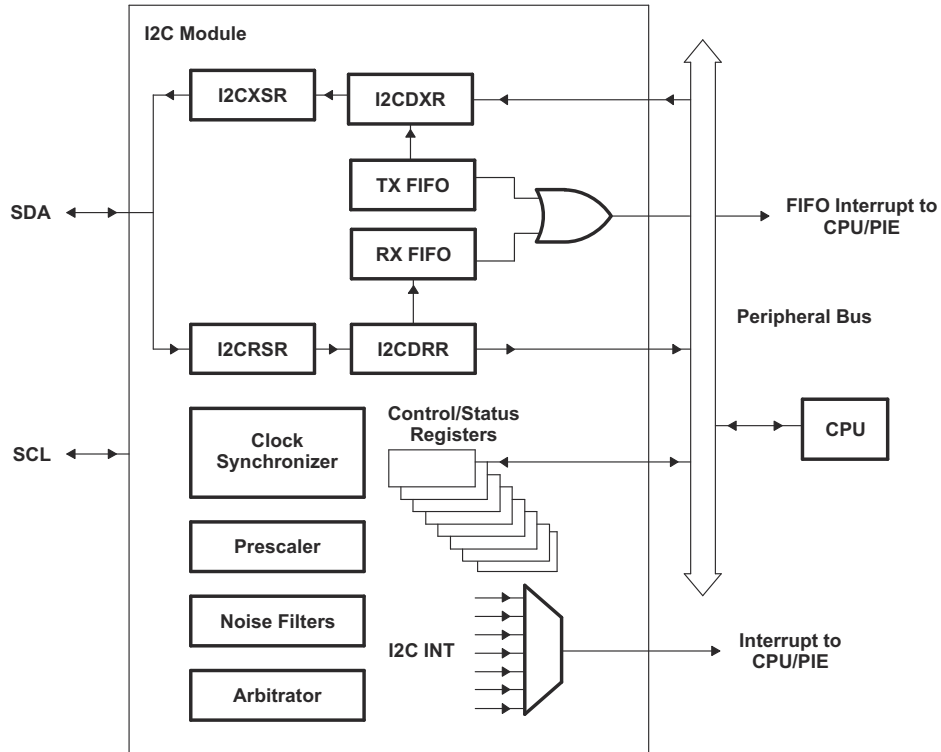 I2C Module
I2CXSR
I2CDXR
TX FIFO
SDA
FIFO Interrupt to
CPU/PIE
RX FIFO
Peripheral Bus
I2CRSR
I2CDRR
Control/Status
Registers
CPU
SCL
Clock
Synchronizer
Prescaler
Noise Filters
I2C INT
Interrupt to
CPU/PIE
Arbitrator